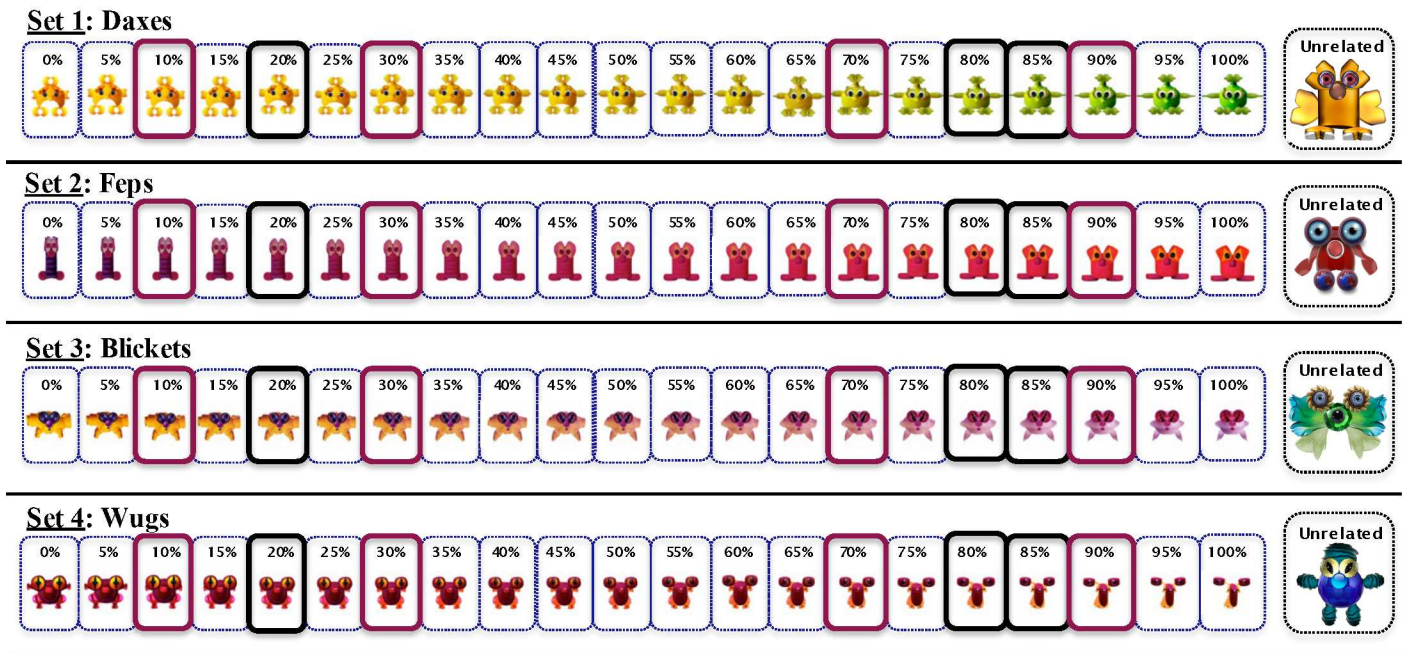 Set 1: Daxes
0% 5% 10% 15% 20% 25% 30% 35% 40% 45% 50% 55% 60% 65% 70% 75% 80% 85% 90% 95% 100% Unrelated
Set 2: Feps
0% 5% 10% 15% 20% 25% 30% 35% 40% 45% 50% 55% 60% 65% 70% 75% 80% 85% 90% 95% 100% Unrelated
Set 3: Blickets
0% 5% 10% 15% 20% 25% 30% 35% 40% 45% 50% 55% 60% 65% 70% 75% 80% 85% 90% 95% 100% Unrelated
Set 4: Wugs
0% 5% 10% 15% 20% 25% 30% 35% 40% 45% 50% 55% 60% 65% 70% 75% 80% 85% 90% 95% 100% Unrelated